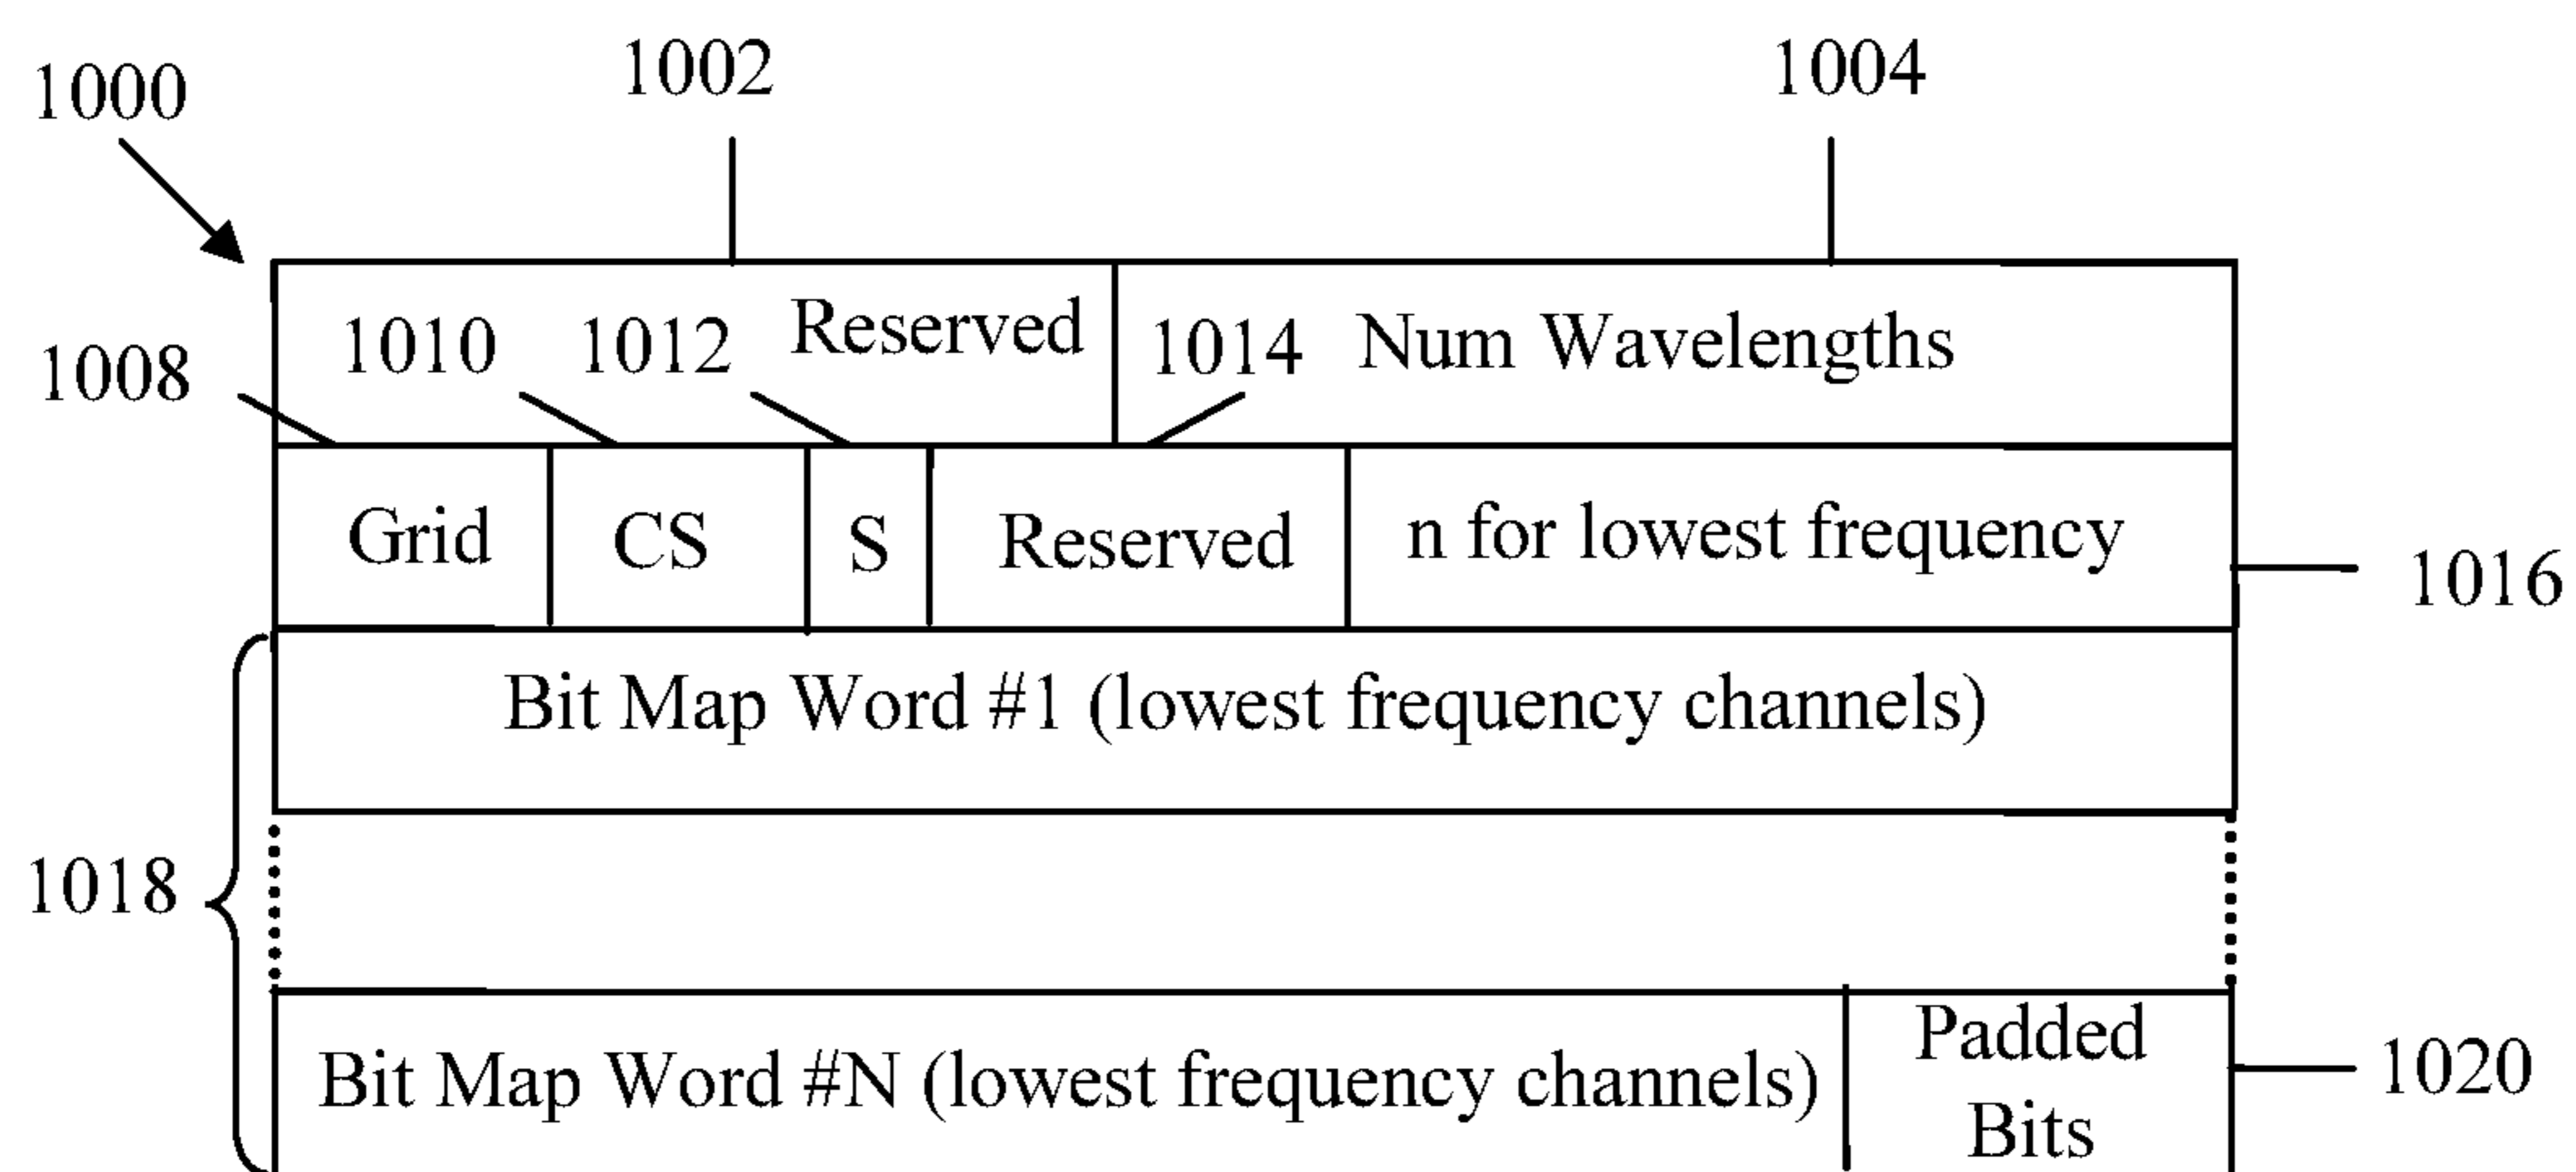 1000
1002
1004
1008
1010
1012
Reserved
1014
Num Wavelengths
Grid
CS
S
Reserved
n for lowest frequency
1016
Bit Map Word #1 (lowest frequency channels)
1018
Bit Map Word #N (lowest frequency channels)
Padded
Bits
1020